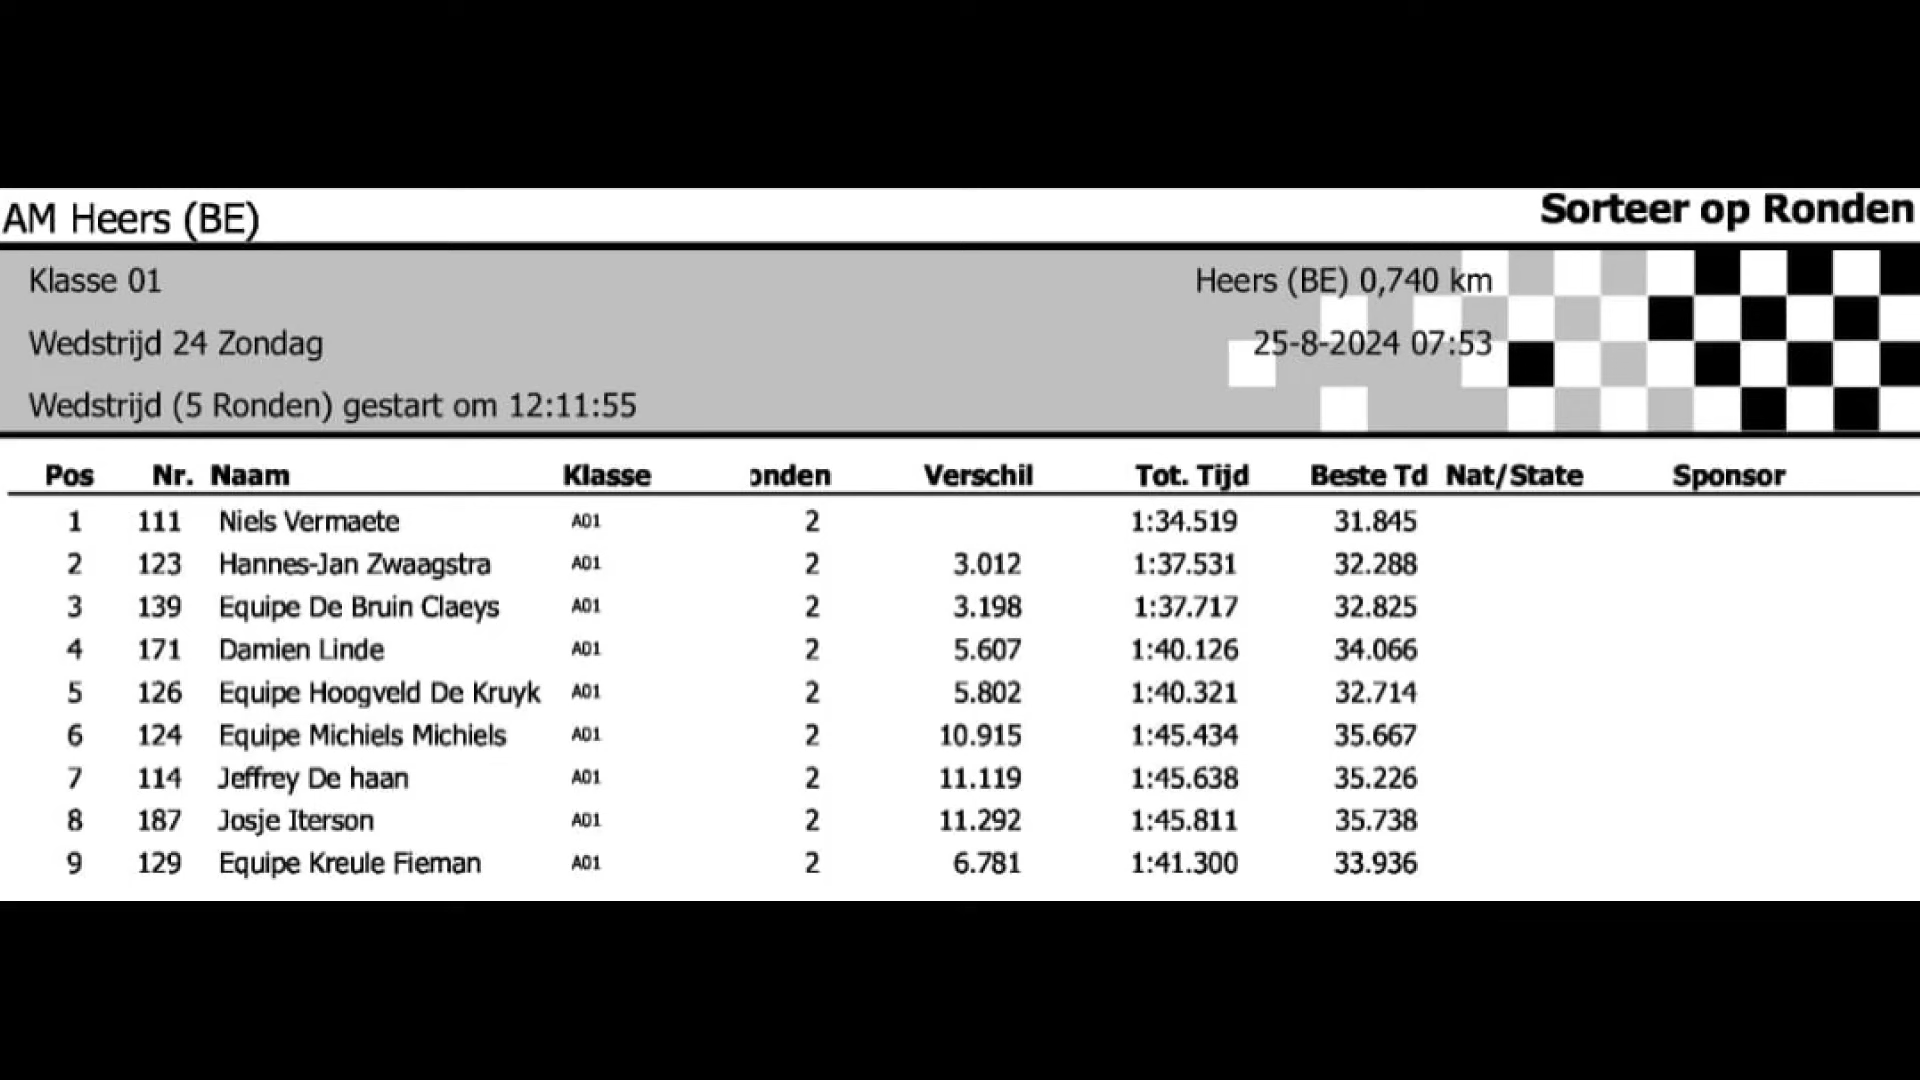 AM Heers (BE) Sorteer op Ronden
Klasse 01 Heers (BE) 0,740 km
Wedstrijd 24 Zondag 25-8-2024 07:53
Wedstrijd (5 Ronden) gestart om 12:11:55
Pos Nr. Naam Klasse onden Verschil Tot. Tijd Beste Td Nat/State Sponsor
1 111 Niels Vermaete A01 2 1:34.519 31.845
2 123 Hannes-Jan Zwaagstra A01 2 3.012 1:37.531 32.288
3 139 Equipe De Bruin Claeys A01 2 3.198 1:37.717 32.825
4 171 Damien Linde A01 2 5.607 1:40.126 34.066
5 126 Equipe Hoogveld De Kruyk A01 2 5.802 1:40.321 32.714
6 124 Equipe Michiels Michiels A01 2 10.915 1:45.434 35.667
7 114 Jeffrey De haan A01 2 11.119 1:45.638 35.226
8 187 Josje Iterson A01 2 11.292 1:45.811 35.738
9 129 Equipe Kreule Fieman A01 2 6.781 1:41.300 33.936